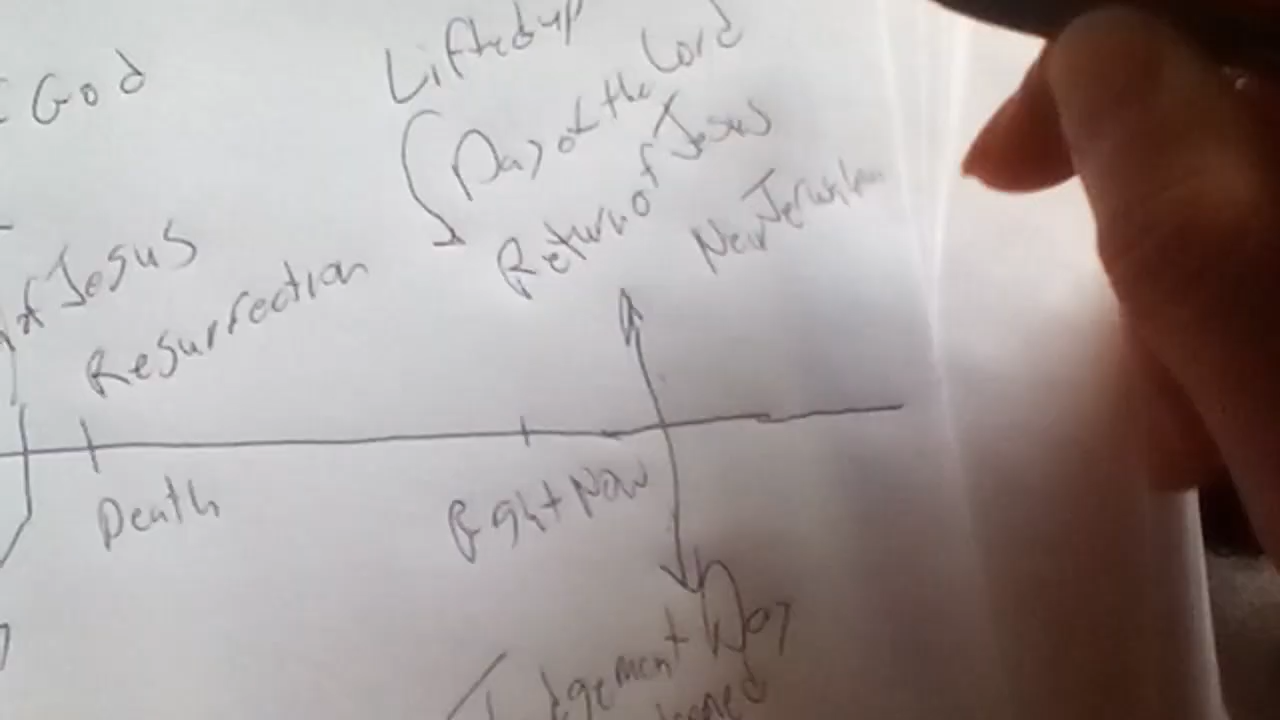 God
Lifted up
Day of the Lord
Return of Jesus
New Jerusalem
of Jesus
Resurrection
Death
Right Now
Judgement Day